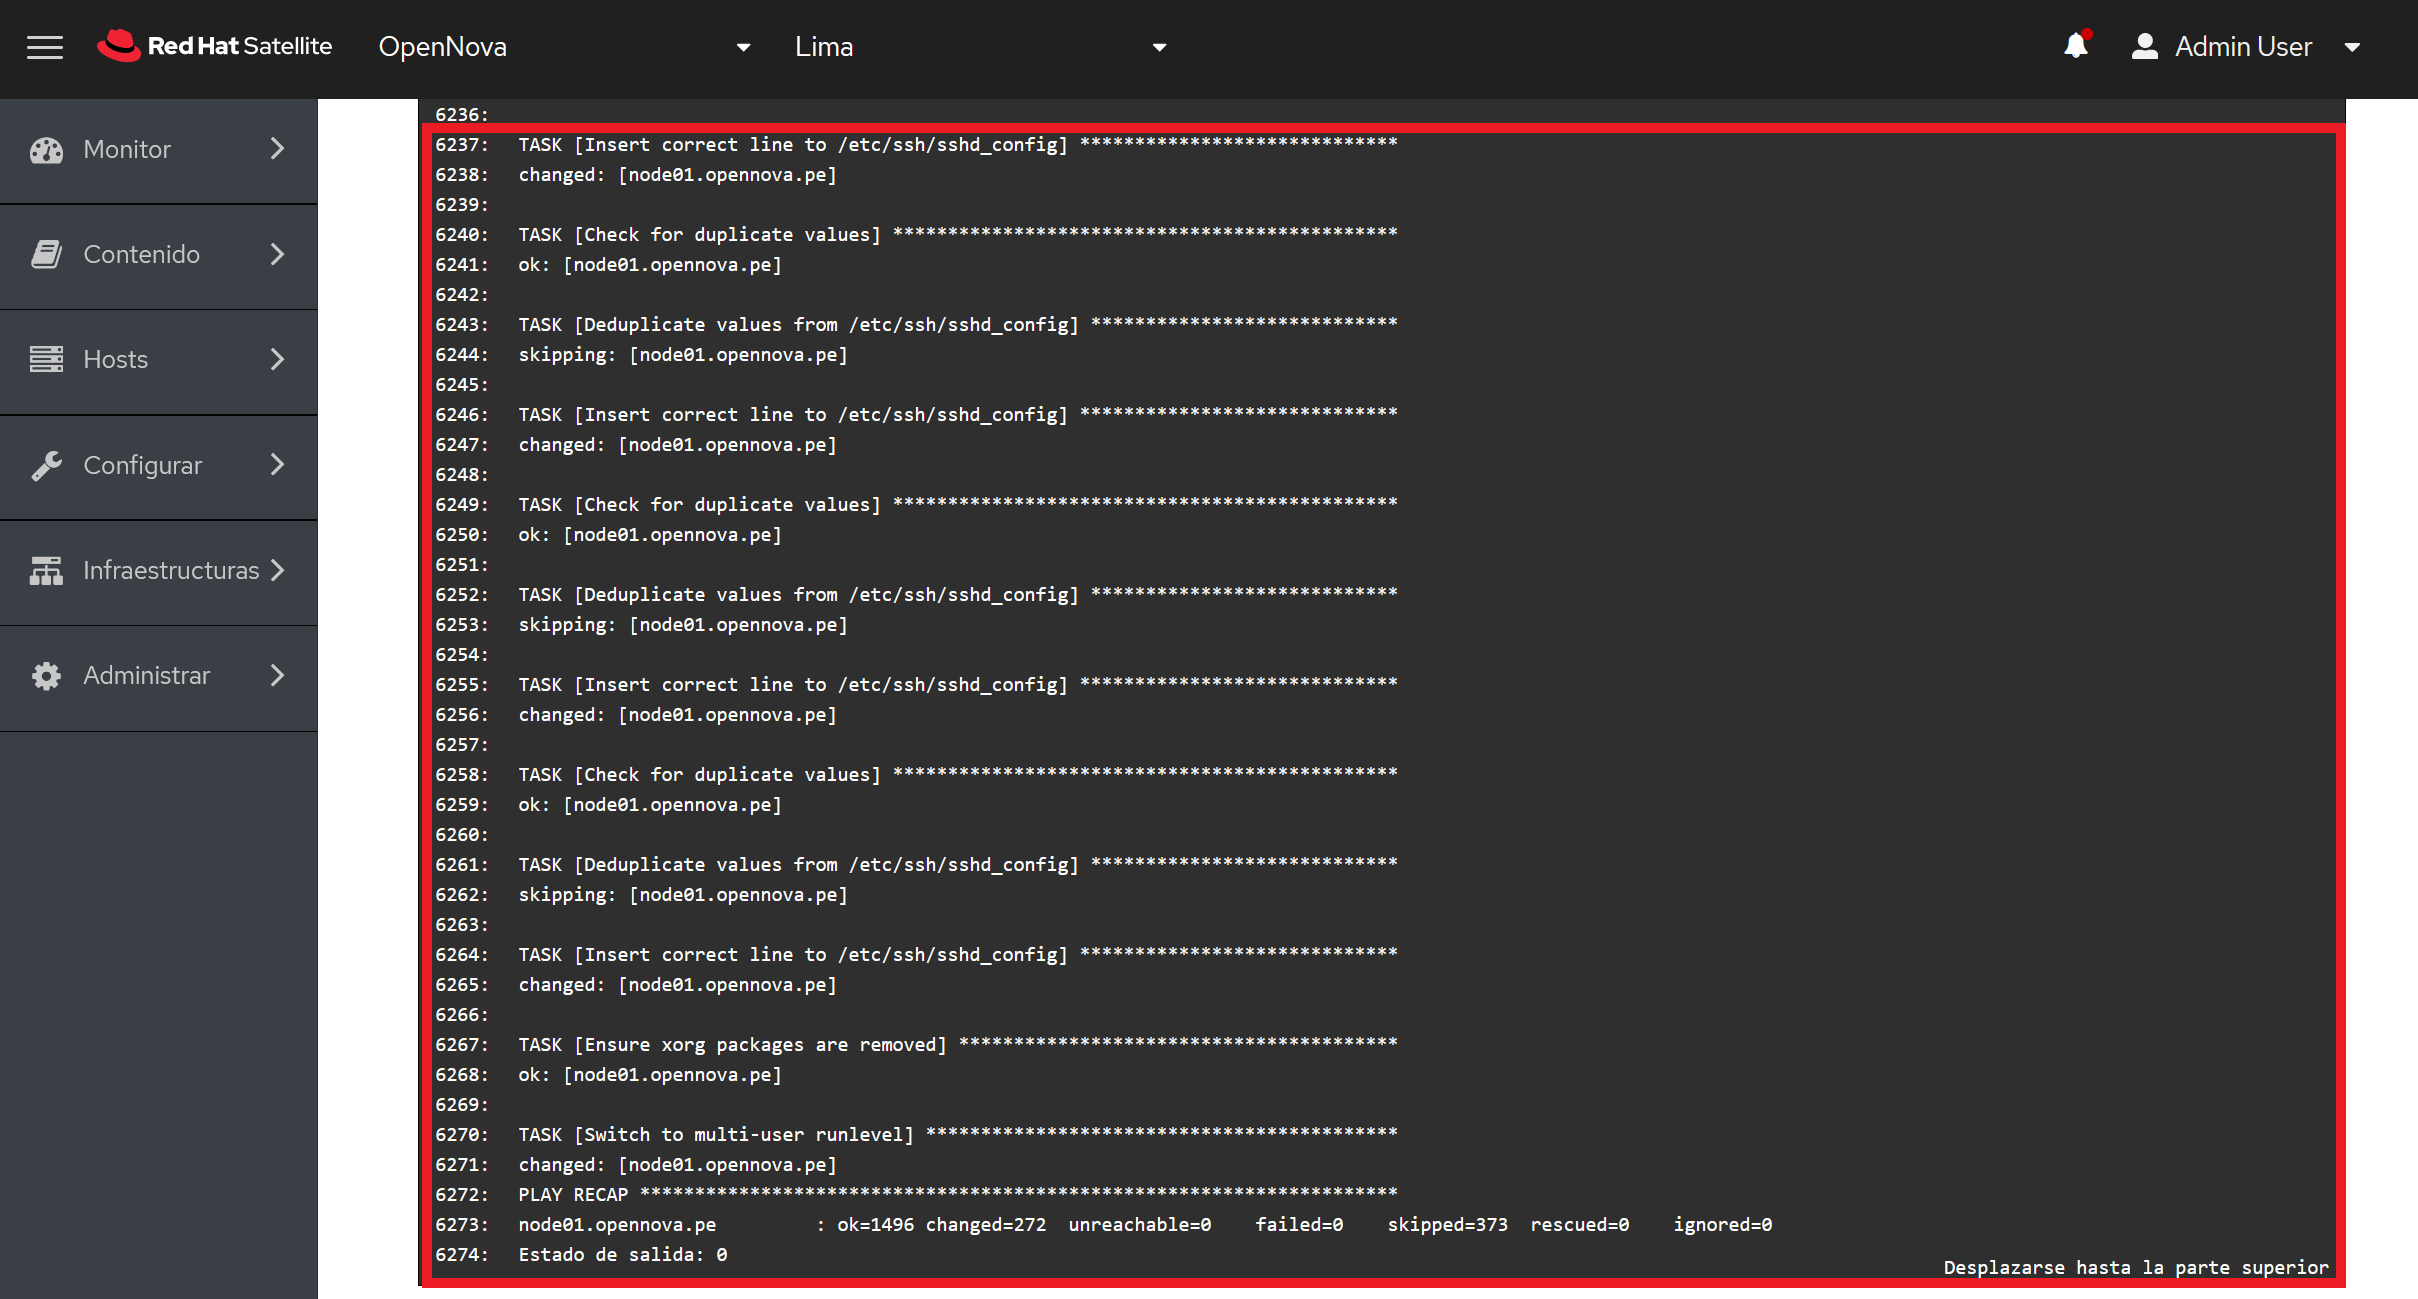 Red Hat Satellite OpenNova Lima Admin User
Monitor
Contenido
Hosts
Configurar
Infraestructuras
Administrar
6236:
6237: TASK [Insert correct line to /etc/ssh/sshd_config] *****************************
6238: changed: [node01.opennova.pe]
6239:
6240: TASK [Check for duplicate values] **********************************************
6241: ok: [node01.opennova.pe]
6242:
6243: TASK [Deduplicate values from /etc/ssh/sshd_config] ****************************
6244: skipping: [node01.opennova.pe]
6245:
6246: TASK [Insert correct line to /etc/ssh/sshd_config] *****************************
6247: changed: [node01.opennova.pe]
6248:
6249: TASK [Check for duplicate values] **********************************************
6250: ok: [node01.opennova.pe]
6251:
6252: TASK [Deduplicate values from /etc/ssh/sshd_config] ****************************
6253: skipping: [node01.opennova.pe]
6254:
6255: TASK [Insert correct line to /etc/ssh/sshd_config] *****************************
6256: changed: [node01.opennova.pe]
6257:
6258: TASK [Check for duplicate values] **********************************************
6259: ok: [node01.opennova.pe]
6260:
6261: TASK [Deduplicate values from /etc/ssh/sshd_config] ****************************
6262: skipping: [node01.opennova.pe]
6263:
6264: TASK [Insert correct line to /etc/ssh/sshd_config] *****************************
6265: changed: [node01.opennova.pe]
6266:
6267: TASK [Ensure xorg packages are removed] ****************************************
6268: ok: [node01.opennova.pe]
6269:
6270: TASK [Switch to multi-user runlevel] *******************************************
6271: changed: [node01.opennova.pe]
6272: PLAY RECAP *********************************************************************
6273: node01.opennova.pe : ok=1496 changed=272 unreachable=0 failed=0 skipped=373 rescued=0 ignored=0
6274: Estado de salida: 0
Desplazarse hasta la parte superior